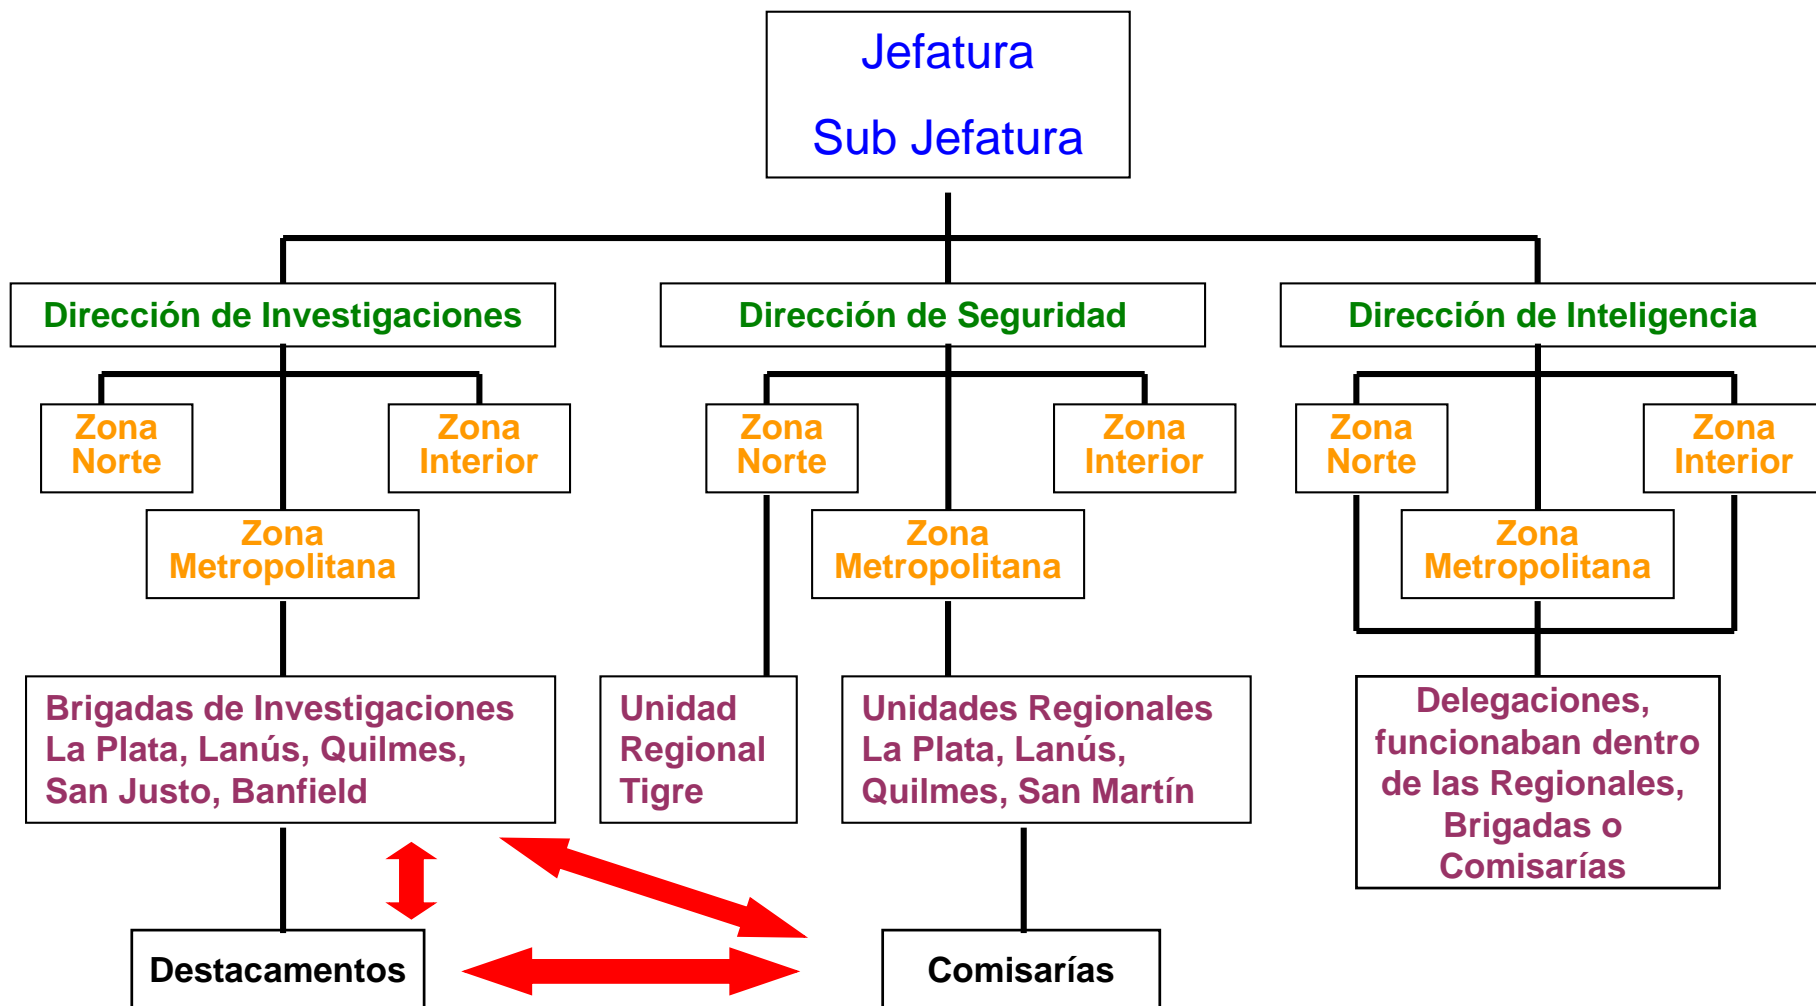 Jefatura
Sub Jefatura
Dirección de Investigaciones
Dirección de Seguridad
Dirección de Inteligencia
Zona
Norte
Zona
Interior
Zona
Metropolitana
Zona
Norte
Zona
Interior
Zona
Metropolitana
Zona
Norte
Zona
Interior
Zona
Metropolitana
Brigadas de Investigaciones
La Plata, Lanús, Quilmes,
San Justo, Banfield
Unidad
Regional
Tigre
Unidades Regionales
La Plata, Lanús,
Quilmes, San Martín
Delegaciones,
funcionaban dentro
de las Regionales,
Brigadas o
Comisarías
Destacamentos
Comisarías